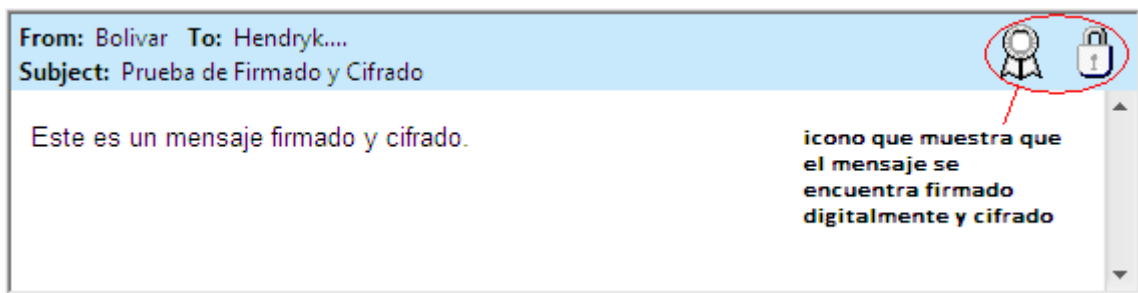 From: Bolivar To: Hendryk....
Subject: Prueba de Firmado y Cifrado
Este es un mensaje firmado y cifrado.
icono que muestra que
el mensaje se
encuentra firmado
digitalmente y cifrado